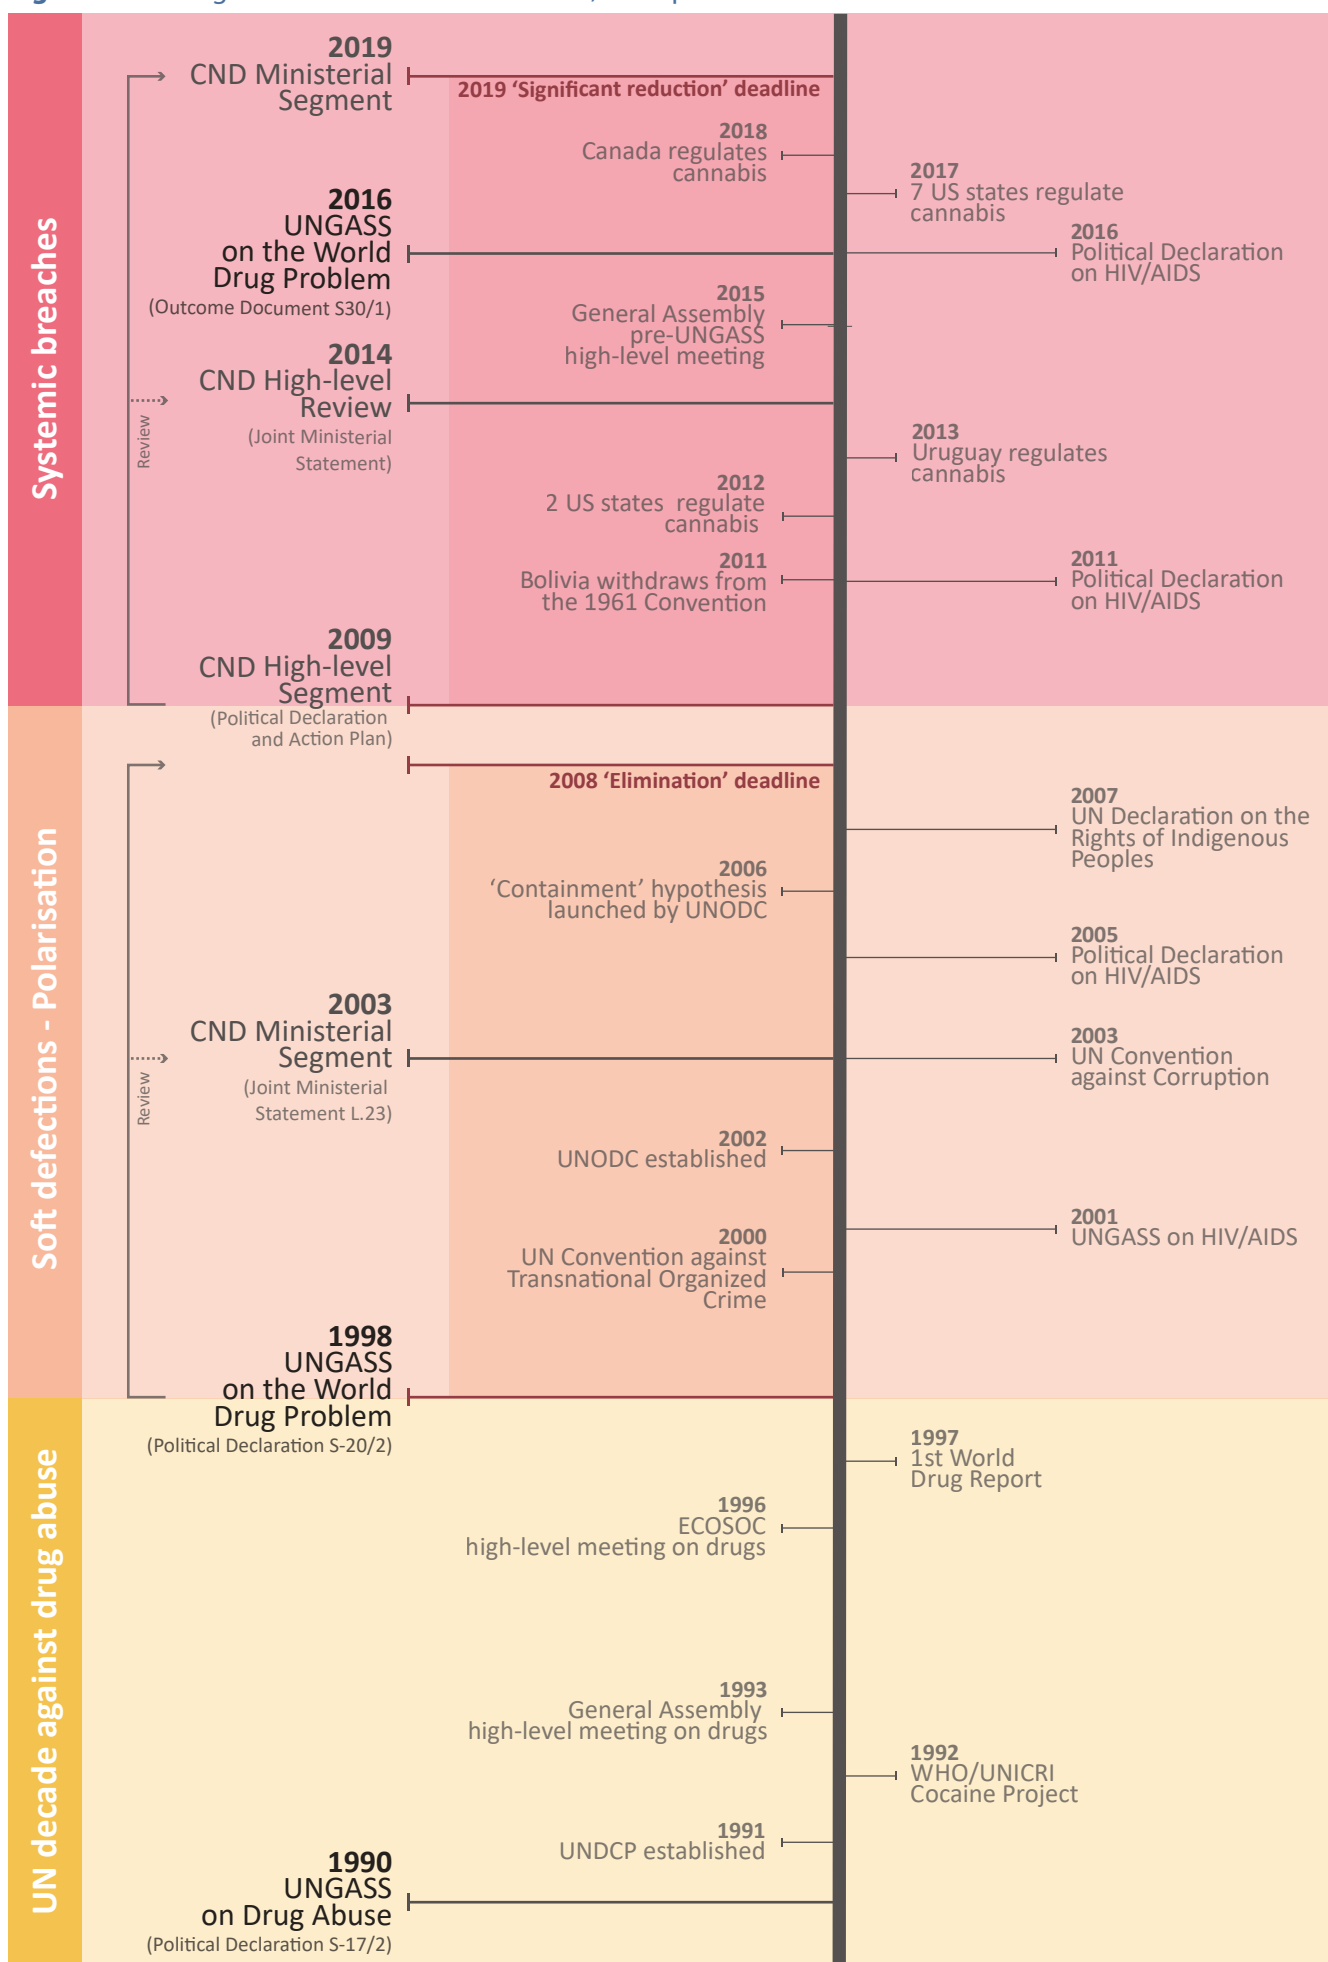 2019
CND Ministerial
Segment
2019 ‘Significant reduction’ deadline
2018
Canada regulates
cannabis
2017
7 US states regulate
cannabis
2016
UNGASS
on the World
Drug Problem
(Outcome Document S30/1)
2016
Political Declaration
on HIV/AIDS
2015
General Assembly
pre-UNGASS
high-level meeting
2014
CND High-level
Review
(Joint Ministerial
Statement)
Review
Systemic breaches
2013
Uruguay regulates
cannabis
2012
2 US states regulate
cannabis
2011
Bolivia withdraws from
the 1961 Convention
2011
Political Declaration
on HIV/AIDS
2009
CND High-level
Segment
(Political Declaration
and Action Plan)
2008 ‘Elimination’ deadline
2007
UN Declaration on the
Rights of Indigenous
Peoples
2006
‘Containment’ hypothesis
launched by UNODC
2005
Political Declaration
on HIV/AIDS
2003
CND Ministerial
Segment
(Joint Ministerial
Statement L.23)
Review
Soft defections - Polarisation
2003
UN Convention
against Corruption
2002
UNODC established
2001
UNGASS on HIV/AIDS
2000
UN Convention against
Transnational Organized
Crime
1998
UNGASS
on the World
Drug Problem
(Political Declaration S-20/2)
1997
1st World
Drug Report
1996
ECOSOC
high-level meeting on drugs
UN decade against drug abuse
1993
General Assembly
high-level meeting on drugs
1992
WHO/UNICRI
Cocaine Project
1991
UNDCP established
1990
UNGASS
on Drug Abuse
(Political Declaration S-17/2)